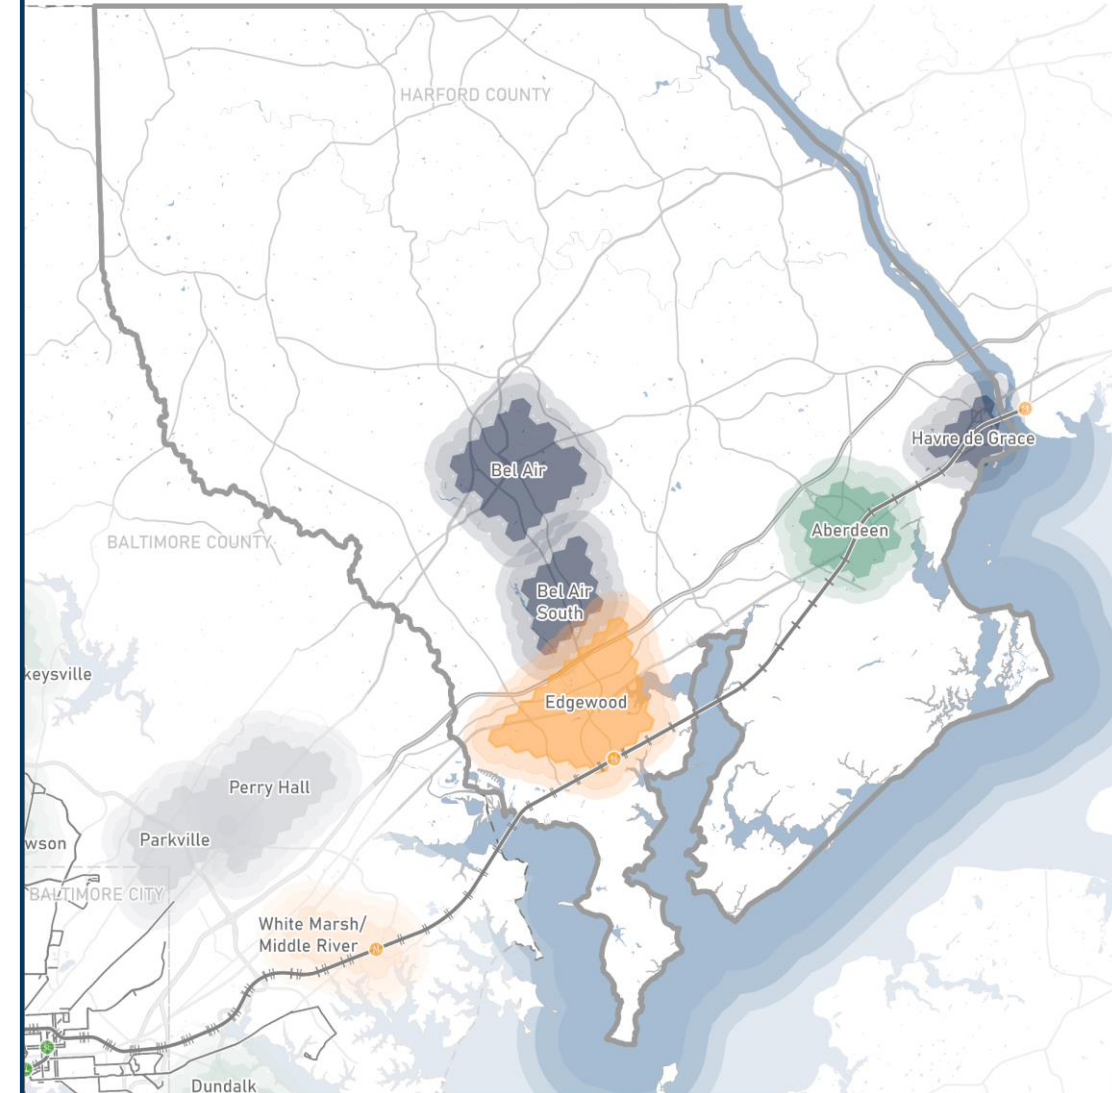 HARFORD COUNTY
Havre de Grace
Bel Air
Aberdeen
BALTIMORE COUNTY
Bel Air
South
keysville
Edgewood
Perry Hall
Parkville
wson
BALTIMORE CITY
White Marsh/
Middle River
Dundalk